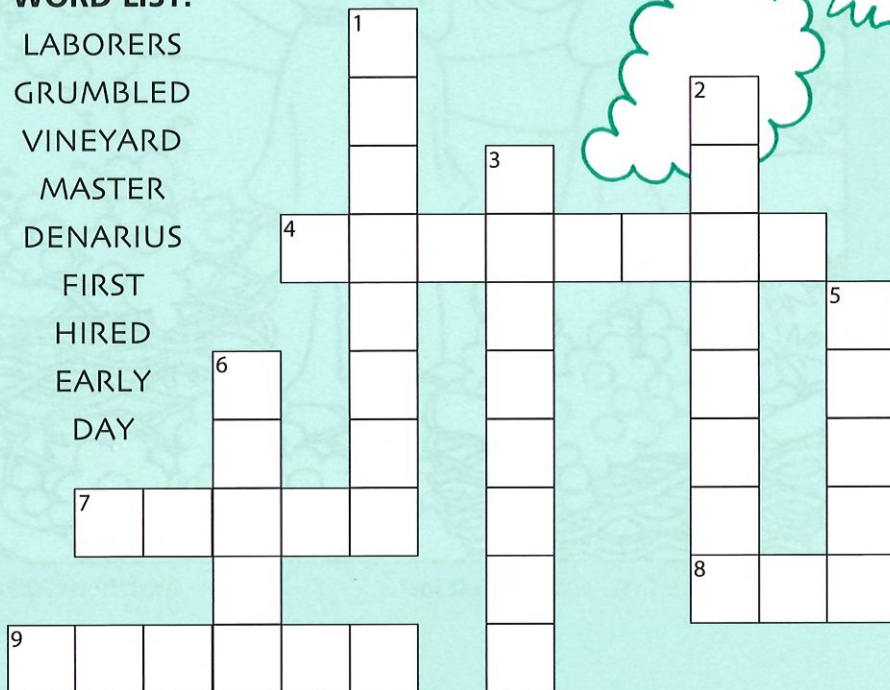 WORD LIST:
LABORERS
GRUMBLED
VINEYARD
MASTER
DENARIUS
FIRST
HIRED
EARLY
DAY
1
2
3
4
5
6
7
8
9